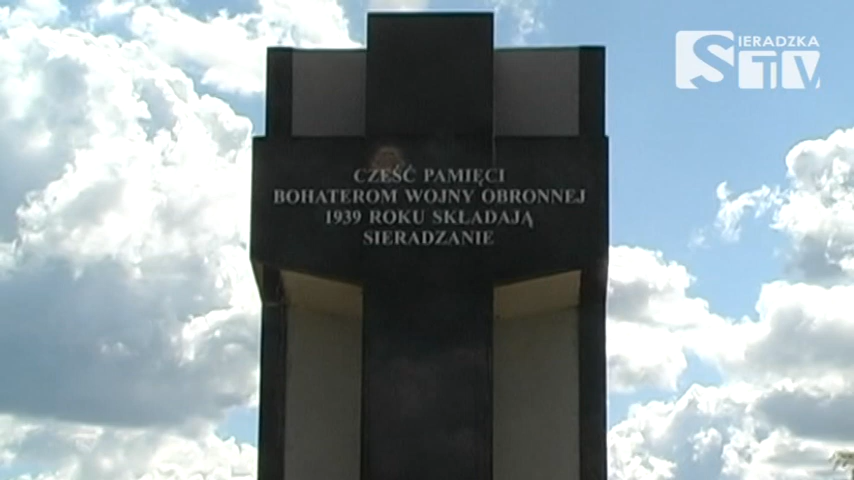 SIERADZKA
STV
CZEŚĆ PAMIĘCI
BOHATEROM WOJNY OBRONNEJ
1939 ROKU SKŁADAJĄ
SIERADZANIE